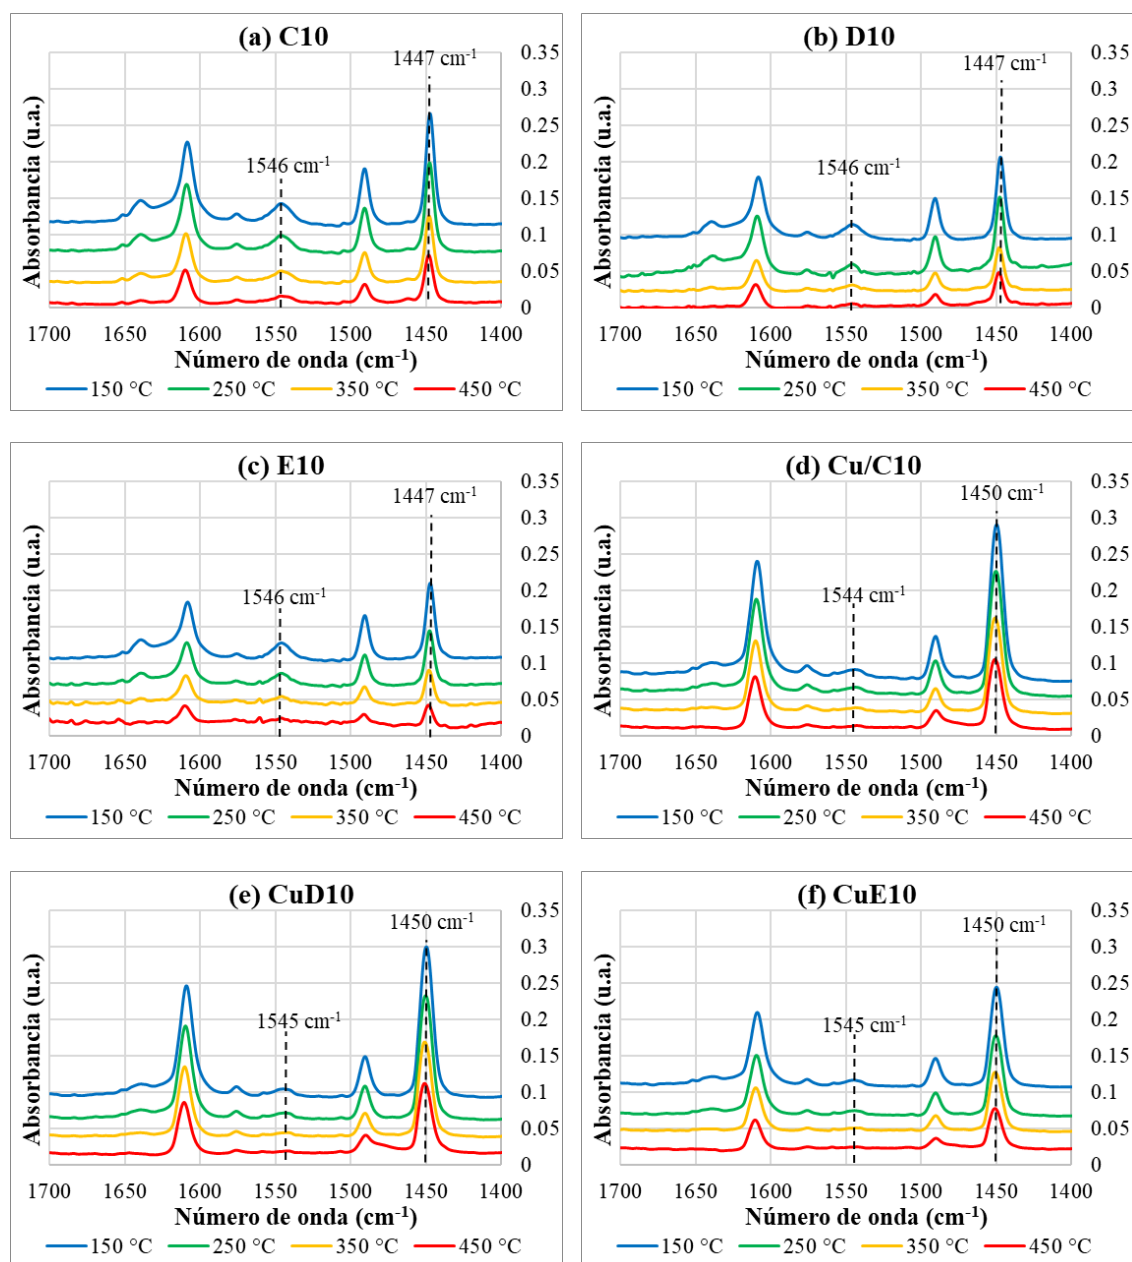 (a) C10
1447 cm⁻¹
1546 cm⁻¹
Absorbancia (u.a.)
0.35
0.3
0.25
0.2
0.15
0.1
0.05
0
1700 1650 1600 1550 1500 1450 1400
Número de onda (cm⁻¹)
150 °C 250 °C 350 °C 450 °C
(b) D10
1447 cm⁻¹
1546 cm⁻¹
Absorbancia (u.a.)
0.35
0.3
0.25
0.2
0.15
0.1
0.05
0
1700 1650 1600 1550 1500 1450 1400
Número de onda (cm⁻¹)
150 °C 250 °C 350 °C 450 °C
(c) E10
1447 cm⁻¹
1546 cm⁻¹
Absorbancia (u.a.)
0.35
0.3
0.25
0.2
0.15
0.1
0.05
0
1700 1650 1600 1550 1500 1450 1400
Número de onda (cm⁻¹)
150 °C 250 °C 350 °C 450 °C
(d) Cu/C10
1450 cm⁻¹
1544 cm⁻¹
Absorbancia (u.a.)
0.35
0.3
0.25
0.2
0.15
0.1
0.05
0
1700 1650 1600 1550 1500 1450 1400
Número de onda (cm⁻¹)
150 °C 250 °C 350 °C 450 °C
(e) CuD10
1450 cm⁻¹
1545 cm⁻¹
Absorbancia (u.a.)
0.35
0.3
0.25
0.2
0.15
0.1
0.05
0
1700 1650 1600 1550 1500 1450 1400
Número de onda (cm⁻¹)
150 °C 250 °C 350 °C 450 °C
(f) CuE10
1450 cm⁻¹
1545 cm⁻¹
Absorbancia (u.a.)
0.35
0.3
0.25
0.2
0.15
0.1
0.05
0
1700 1650 1600 1550 1500 1450 1400
Número de onda (cm⁻¹)
150 °C 250 °C 350 °C 450 °C